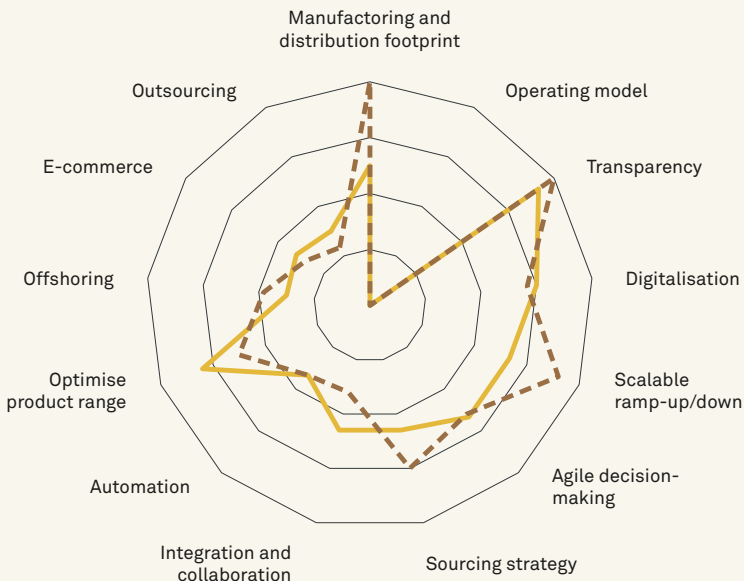 Manufactoring and
distribution footprint
Outsourcing
Operating model
E-commerce
Transparency
Offshoring
Digitalisation
Optimise
product range
Scalable
ramp-up/down
Automation
Agile decision-
making
Integration and
collaboration
Sourcing strategy